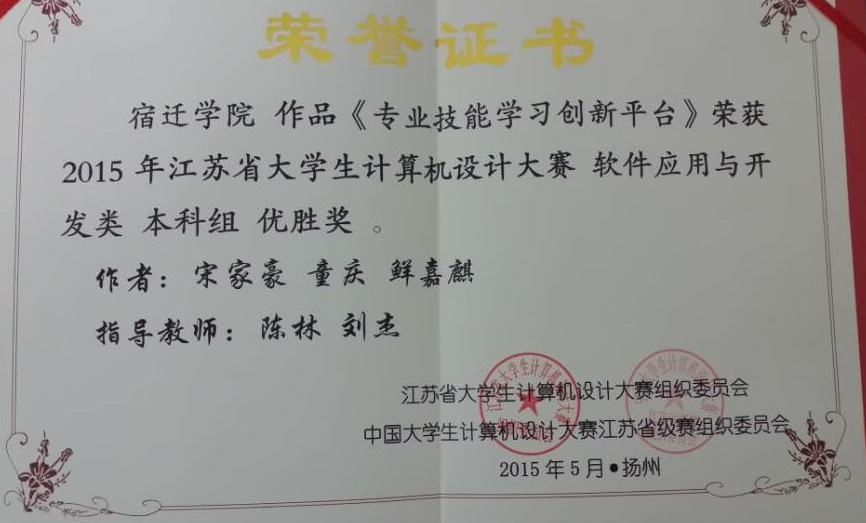 荣誉证书
宿迁学院 作品《专业技能学习创新平台》荣获
2015 年江苏省大学生计算机设计大赛 软件应用与开
发类 本科组 优胜奖 。
作者：宋家豪 童庆 鲜嘉麒
指导教师：陈林 刘杰
江苏省大学生计算机设计大赛组织委员会
中国大学生计算机设计大赛江苏省级赛组织委员会
2015 年 5 月•扬州